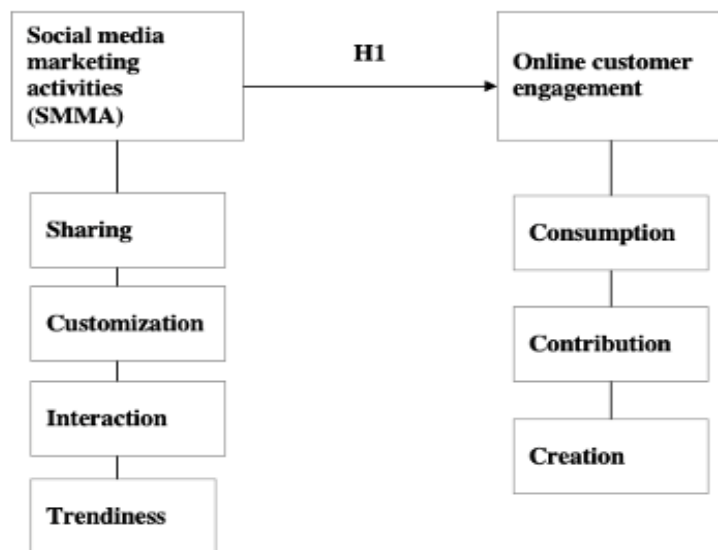 Social media
marketing
activities
(SMMA)
H1
Online customer
engagement
Sharing
Customization
Interaction
Trendiness
Consumption
Contribution
Creation